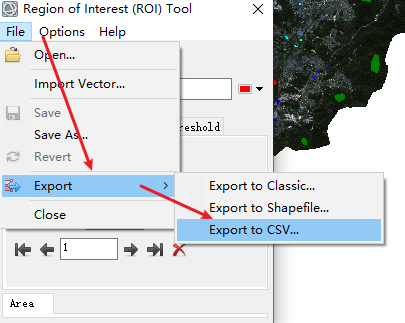 Region of Interest (ROI) Tool
File Options Help
Open...
Import Vector...
Save
Save As...
Revert
Export
Close
Export to Classic...
Export to Shapefile...
Export to CSV...
1
Area